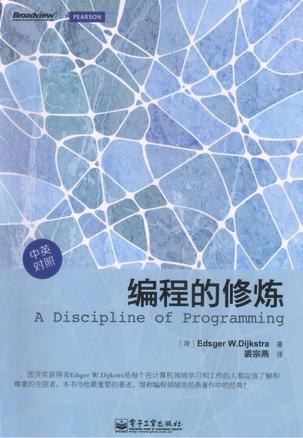 Broadview
PEARSON
中英
对照
编程的修炼
A Discipline of Programming
[荷] Edsger W.Dijkstra 著
裘宗燕 译
图灵奖获得者Edsger W.Dijkstra是每个在计算机领域学习和工作的人都应该了解和
尊重的先驱者，本书为他最重要的著述，堪称编程领域里经典著作中的经典！
电子工业出版社